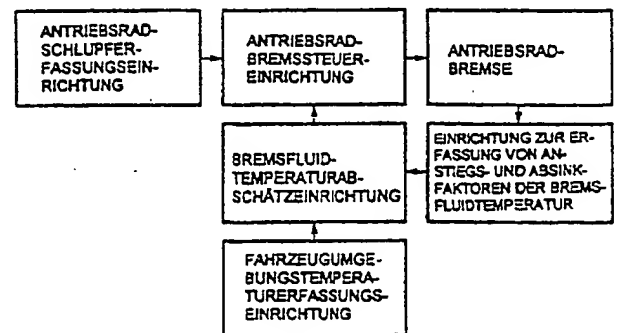 ANTRIEBSRAD-
SCHLUPFER-
FASSUNGSEIN-
RICHTUNG
ANTRIEBSRAD-
BREMSSTEUER-
EINRICHTUNG
ANTRIEBSRAD-
BREMSE
BREMSFLUID-
TEMPERATURAB-
SCHÄTZEINRICHTUNG
EINRICHTUNG ZUR ER-
FASSUNG VON AN-
STIEGS- UND ABSINK-
FAKTOREN DER BREMS-
FLUIDTEMPERATUR
FAHRZEUGUMGE-
BUNGSTEMPERA-
TURERFASSUNGS-
EINRICHTUNG